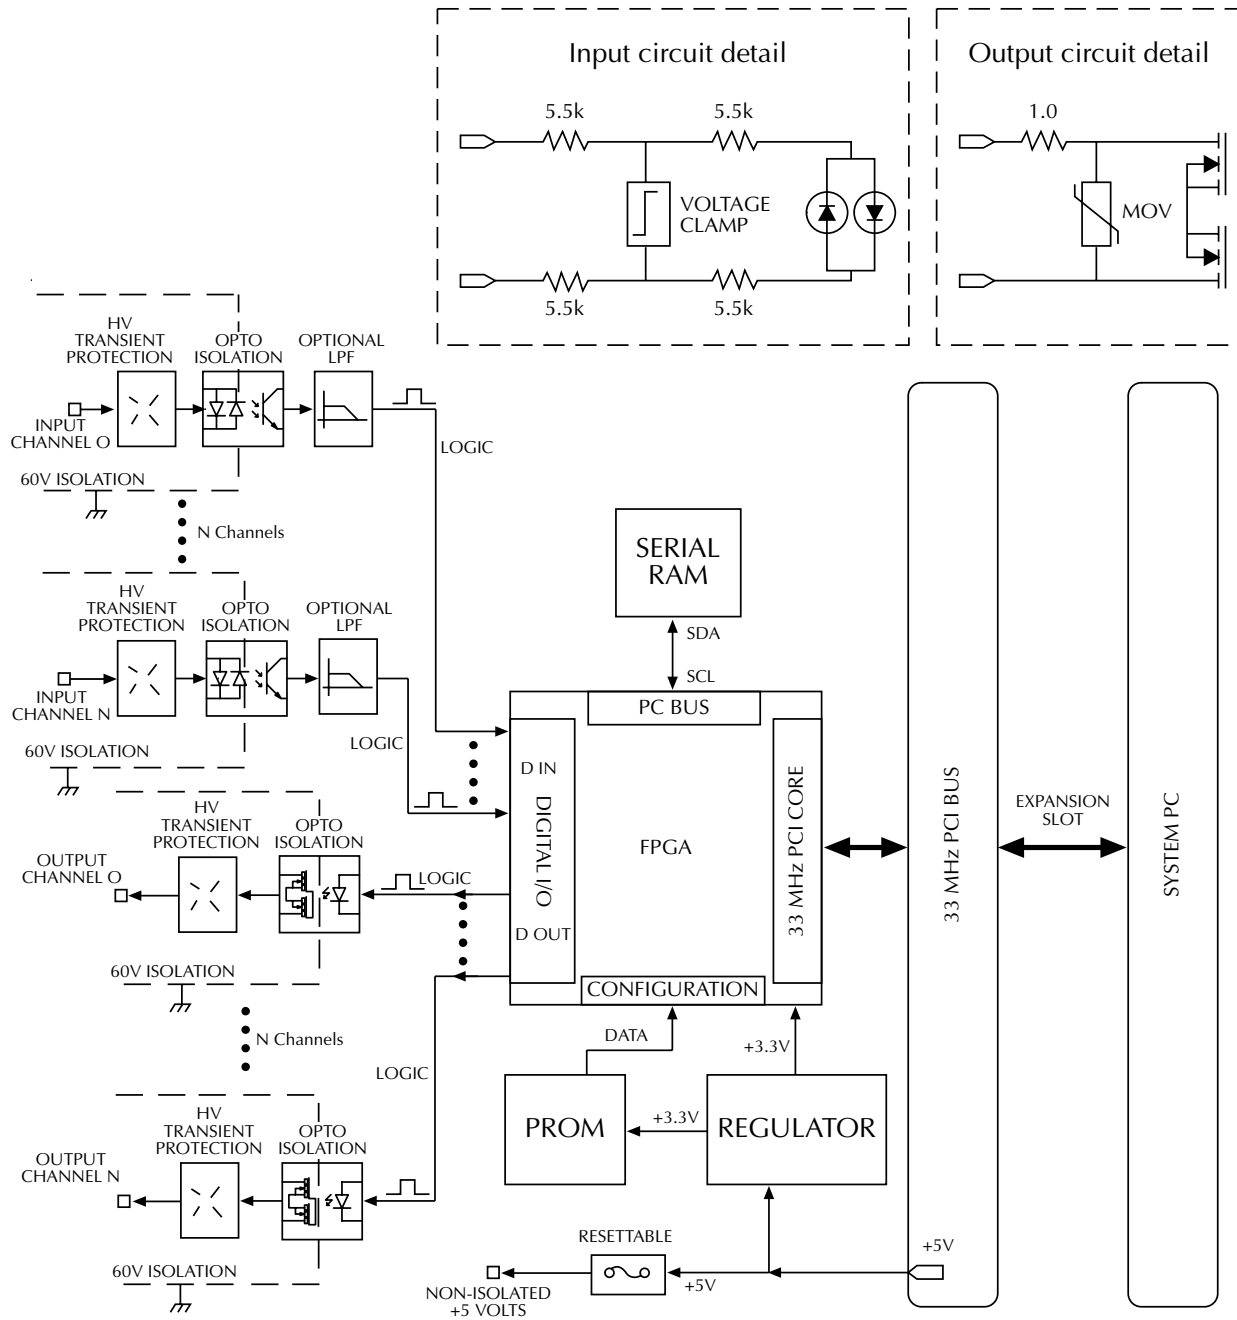 Input circuit detail
5.5k
5.5k
VOLTAGE
CLAMP
5.5k
5.5k
Output circuit detail
1.0
MOV
HV
TRANSIENT
PROTECTION
OPTO
ISOLATION
OPTIONAL
LPF
INPUT
CHANNEL O
LOGIC
60V ISOLATION
N Channels
HV
TRANSIENT
PROTECTION
OPTO
ISOLATION
OPTIONAL
LPF
INPUT
CHANNEL N
LOGIC
60V ISOLATION
SERIAL
RAM
SDA
SCL
PC BUS
D IN
DIGITAL I/O
D OUT
FPGA
33 MHz PCI CORE
CONFIGURATION
33 MHz PCI BUS
EXPANSION
SLOT
SYSTEM PC
HV
TRANSIENT
PROTECTION
OPTO
ISOLATION
OUTPUT
CHANNEL O
LOGIC
60V ISOLATION
N Channels
LOGIC
HV
TRANSIENT
PROTECTION
OPTO
ISOLATION
OUTPUT
CHANNEL N
60V ISOLATION
DATA
+3.3V
PROM
+3.3V
REGULATOR
RESETTABLE
+5V
+5V
NON-ISOLATED
+5 VOLTS